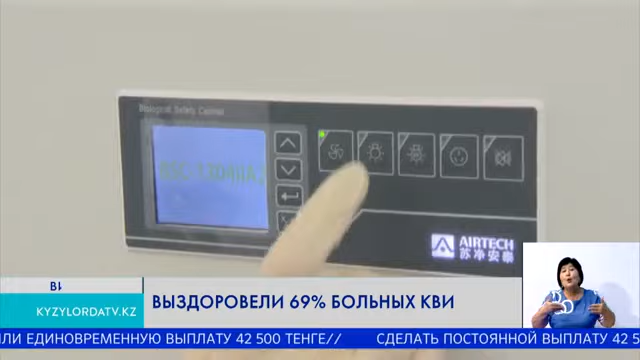 Biological Safety Cabinet
AIRTECH
苏净安泰
ВЫЗДОРОВЕЛИ 69% БОЛЬНЫХ КВИ
KYZYLORDATV.KZ
ЛИ ЕДИНОВРЕМЕННУЮ ВЫПЛАТУ 42 500 ТЕНГЕ// СДЕЛАТЬ ПОСТОЯННОЙ ВЫПЛАТУ 42 5